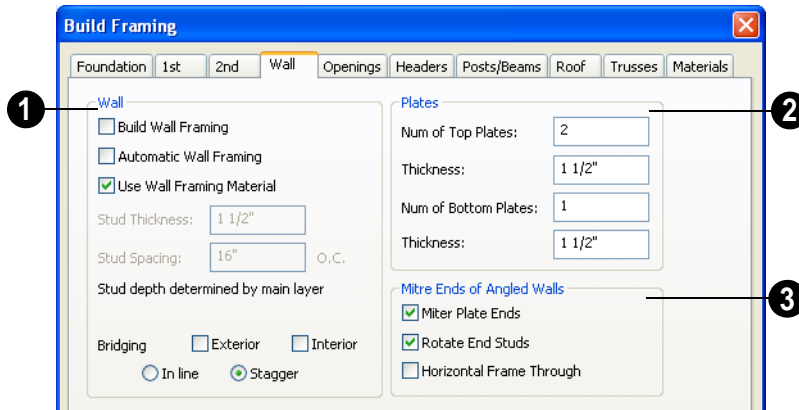 Build Framing
Foundation 1st 2nd Wall Openings Headers Posts/Beams Roof Trusses Materials
1
Wall
Build Wall Framing
Automatic Wall Framing
Use Wall Framing Material
Stud Thickness: 1 1/2"
Stud Spacing: 16" O.C.
Stud depth determined by main layer
Bridging Exterior Interior
In line Stagger
Plates
2
Num of Top Plates: 2
Thickness: 1 1/2"
Num of Bottom Plates: 1
Thickness: 1 1/2"
Mitre Ends of Angled Walls
3
Miter Plate Ends
Rotate End Studs
Horizontal Frame Through